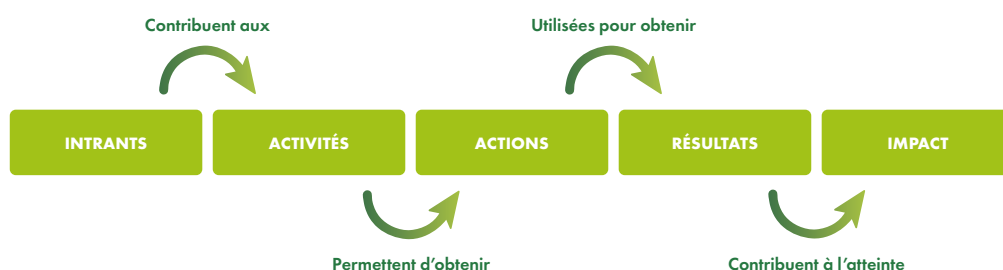 Contribuent aux
Utilisées pour obtenir
INTRANTS
ACTIVITÉS
ACTIONS
RÉSULTATS
IMPACT
Permettent d'obtenir
Contribuent à l'atteinte